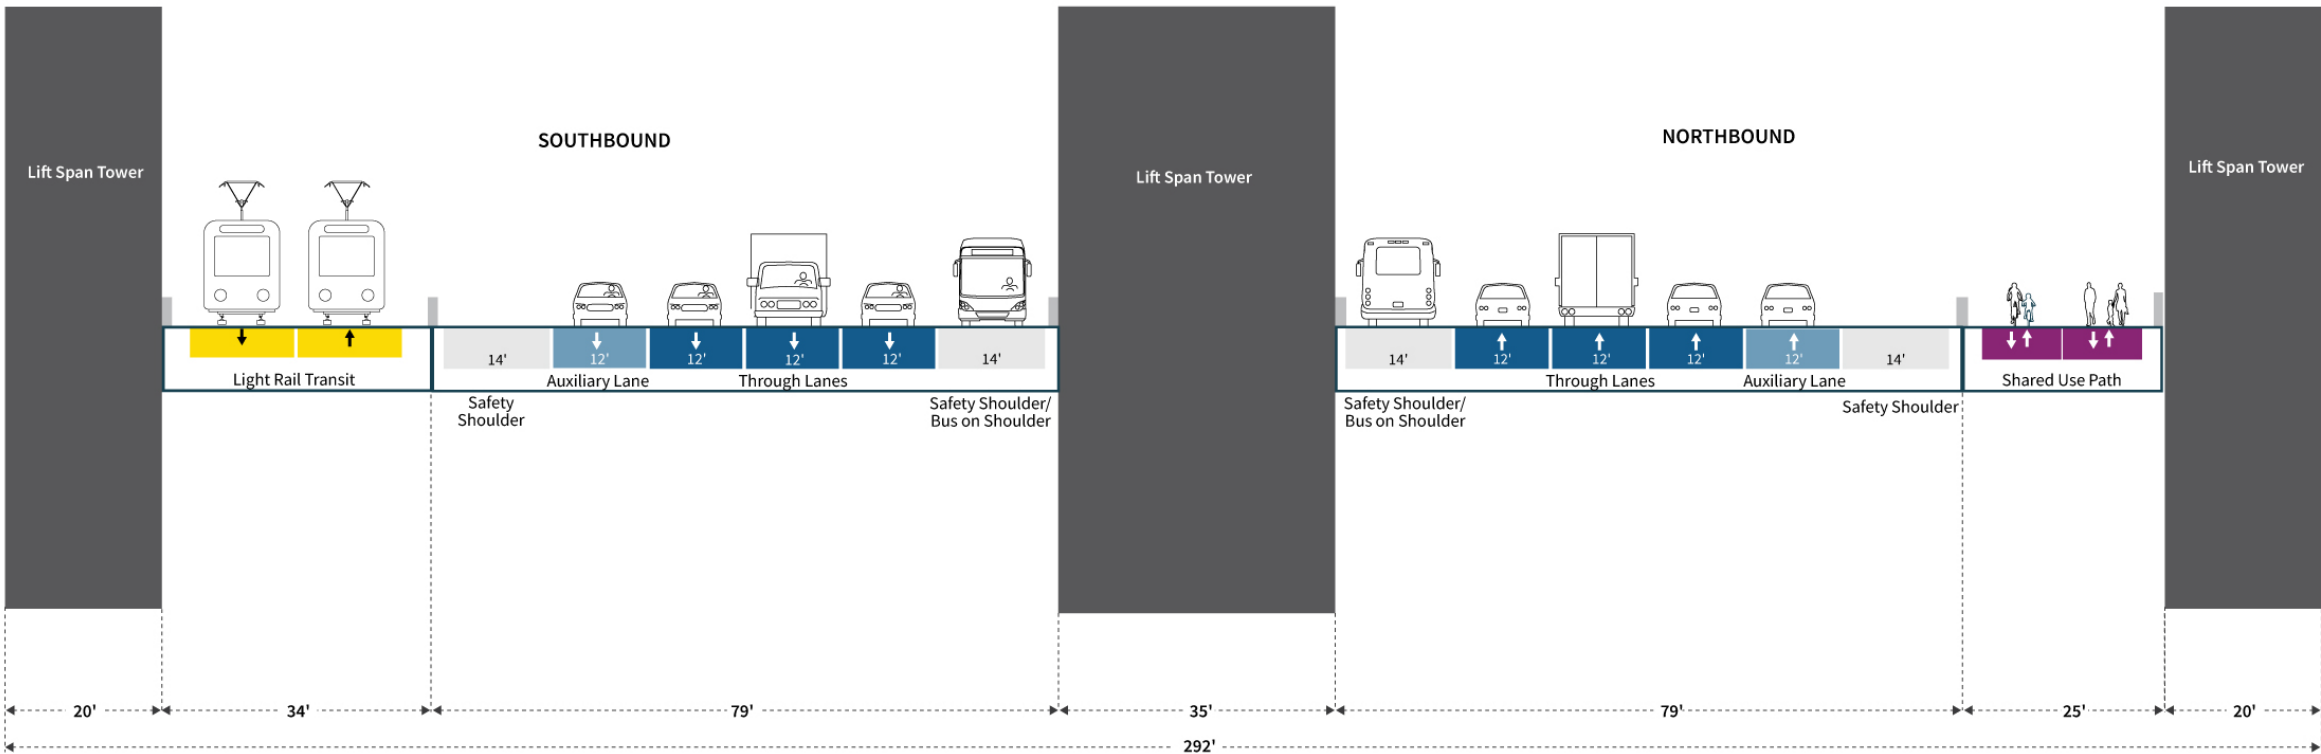 SOUTHBOUND
NORTHBOUND
Lift Span Tower
Lift Span Tower
Lift Span Tower
14'
12'
12'
12'
12'
14'
14'
12'
12'
12'
12'
14'
Light Rail Transit
Auxiliary Lane
Through Lanes
Through Lanes
Auxiliary Lane
Shared Use Path
Safety
Shoulder
Safety Shoulder/
Bus on Shoulder
Safety Shoulder/
Bus on Shoulder
Safety Shoulder
20'
34'
79'
35'
79'
25'
20'
292'